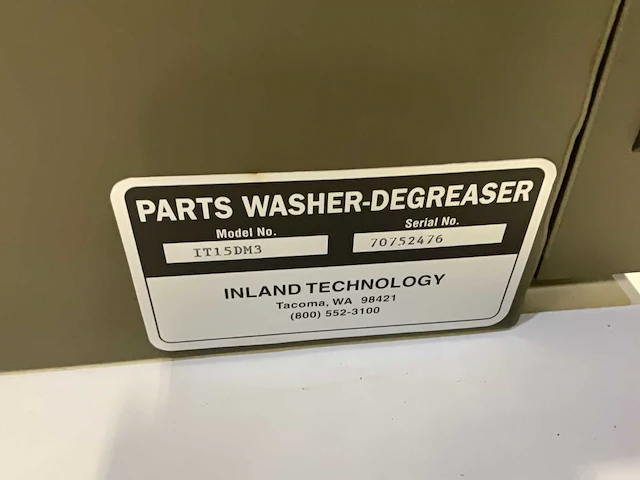 PARTS WASHER-DEGREASER
Model No. Serial No.
IT15DM3 70752476
INLAND TECHNOLOGY
Tacoma, WA 98421
(800) 552-3100